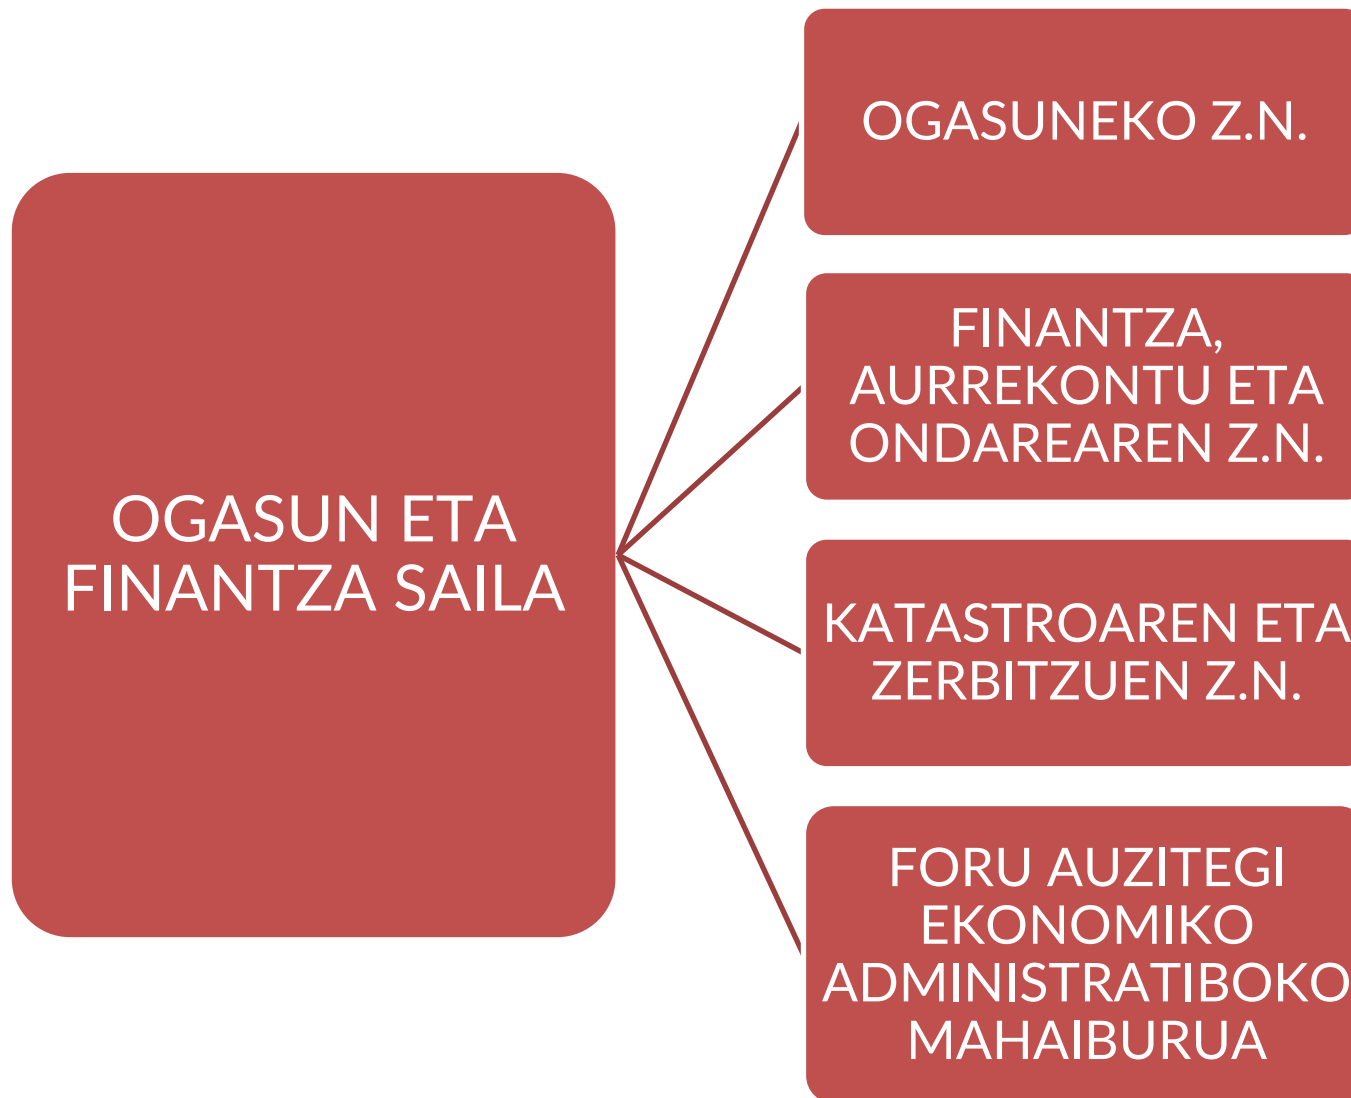 OGASUN ETA
FINANTZA SAILA
OGASUNEKO Z.N.
FINANTZA,
AURREKONTU ETA
ONDAREAREN Z.N.
KATASTROAREN ETA
ZERBITZUEN Z.N.
FORU AUZITEGI
EKONOMIKO
ADMINISTRATIBOKO
MAHAIBURUA